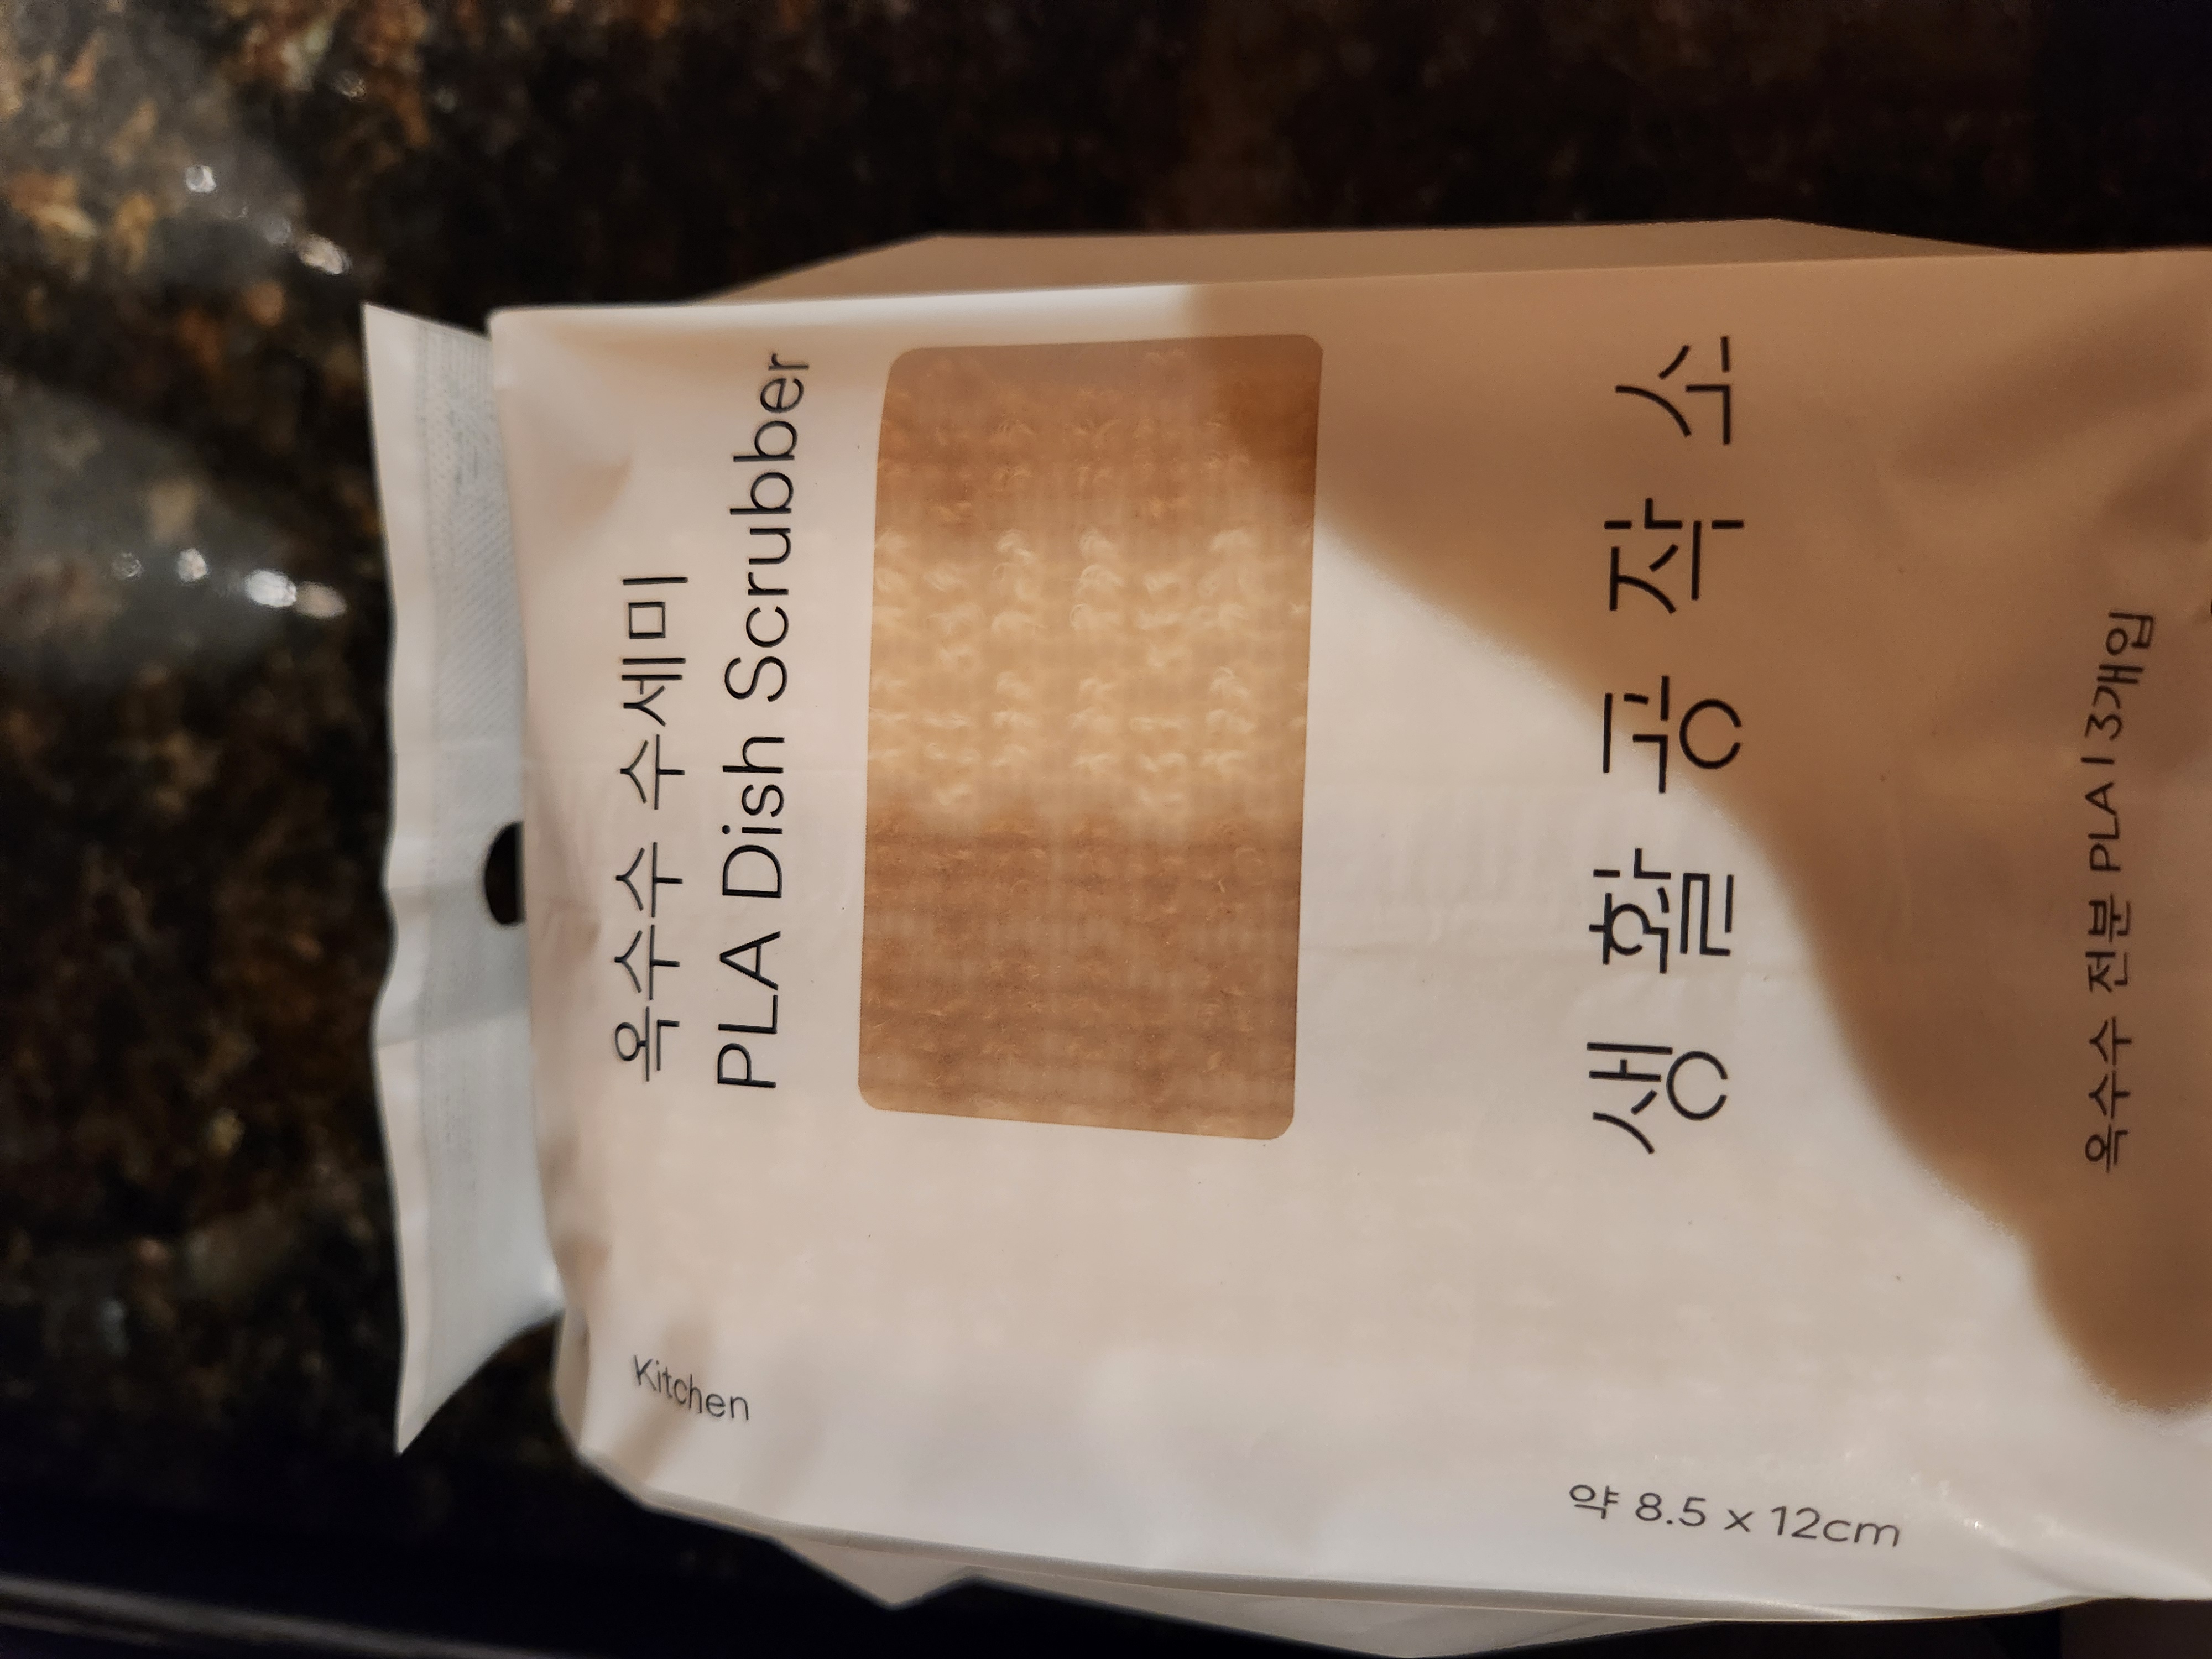 옥수수 수세미
PLA Dish Scrubber
생활공작소
옥수수 전분 PLA | 3개입
Kitchen
약 8.5 x 12cm